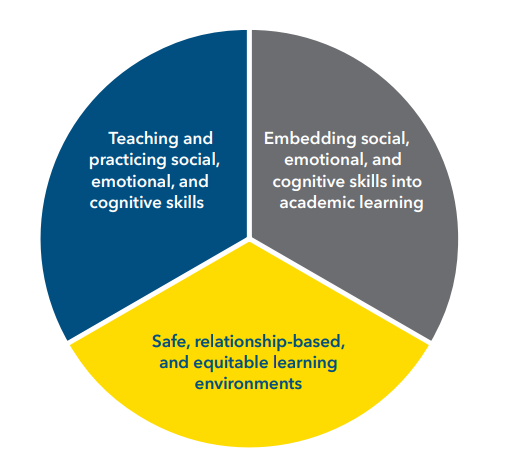 Teaching and
practicing social,
emotional, and
cognitive skills
Embedding social,
emotional, and
cognitive skills into
academic learning
Safe, relationship-based,
and equitable learning
environments